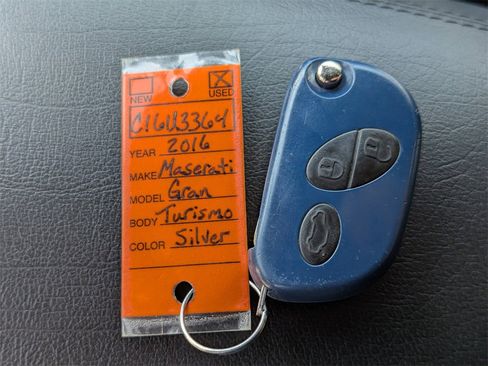 NEW USED
C16U3364
YEAR 2016
MAKE Maserati
MODEL Gran
BODY Turismo
COLOR Silver